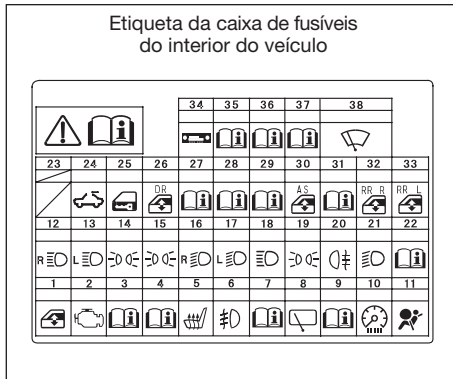 Etiqueta da caixa de fusíveis
do interior do veículo
34 35 36 37 38
23 24 25 26 27 28 29 30 31 32 33
DR AS RR R RR L
12 13 14 15 16 17 18 19 20 21 22
R L R L
1 2 3 4 5 6 7 8 9 10 11